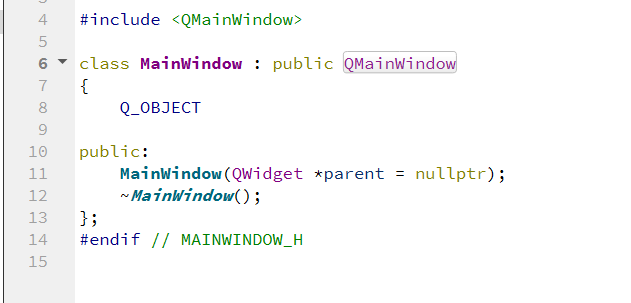 4 #include <QMainWindow>
5
6 class MainWindow : public QMainWindow
7 {
8     Q_OBJECT
9
10 public:
11     MainWindow(QWidget *parent = nullptr);
12     ~MainWindow();
13 };
14 #endif // MAINWINDOW_H
15